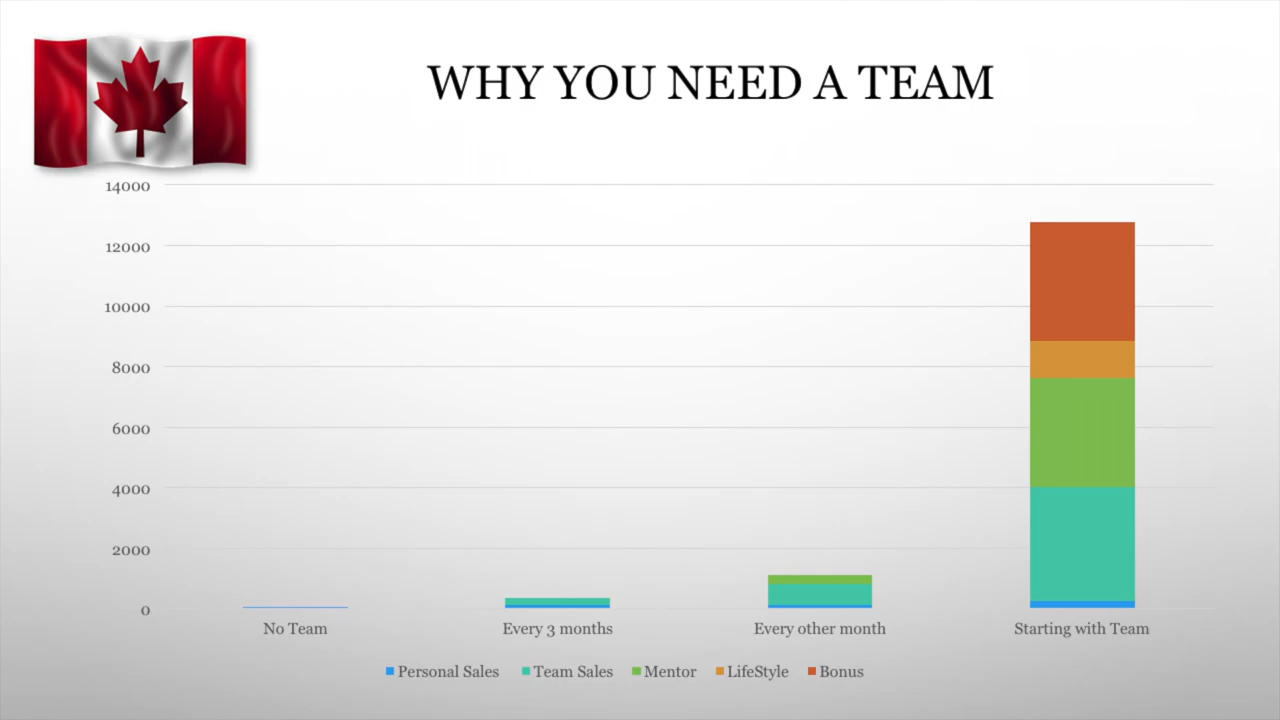 WHY YOU NEED A TEAM
14000
12000
10000
8000
6000
4000
2000
0
No Team Every 3 months Every other month Starting with Team
Personal Sales Team Sales Mentor LifeStyle Bonus